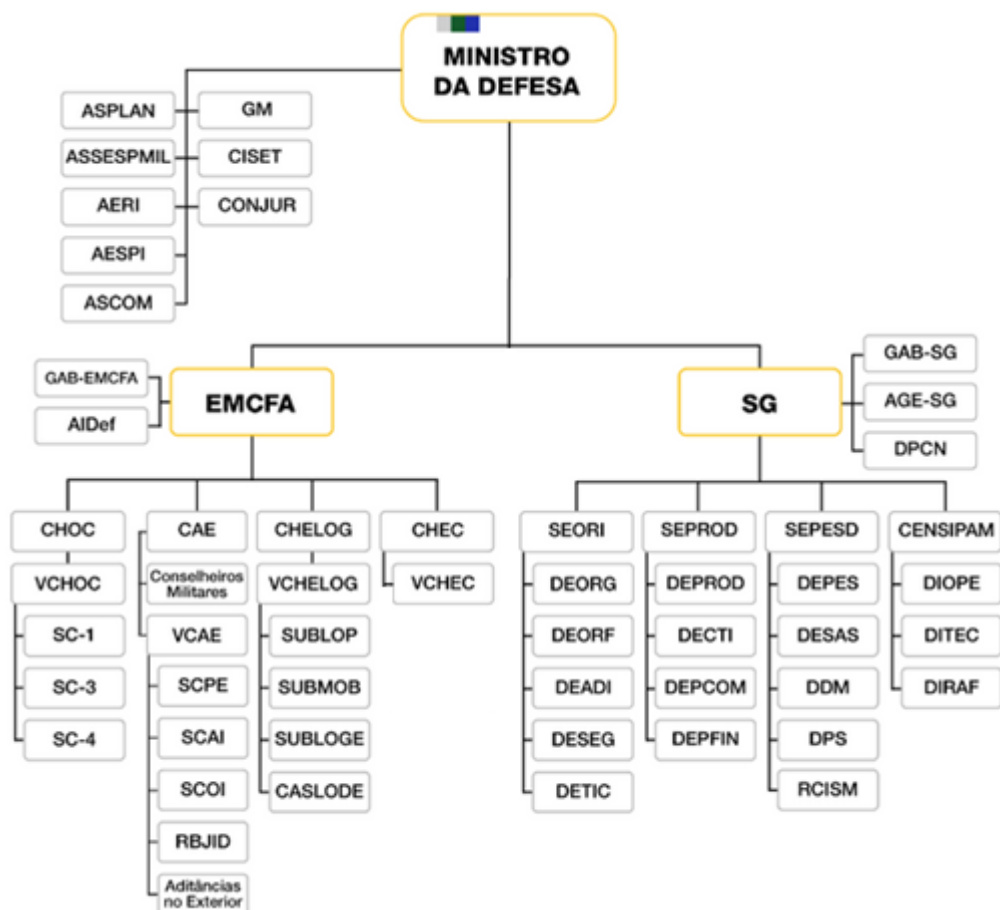 MINISTRO
DA DEFESA
ASPLAN
GM
ASSESPMIL
CISET
AERI
CONJUR
AESPI
ASCOM
GAB-EMCFA
AIDef
EMCFA
SG
GAB-SG
AGE-SG
DPCN
CHOC
VCHOC
SC-1
SC-3
SC-4
CAE
Conselheiros
Militares
VCAE
SCPE
SCAI
SCOI
RBJID
Aditâncias
no Exterior
CHELOG
VCHELOG
SUBLOP
SUBMOB
SUBLOGE
CASLODE
CHEC
VCHEC
SEORI
DEORG
DEORF
DEADI
DESEG
DETIC
SEPROD
DEPROD
DECTI
DEPCOM
DEPFIN
SEPESD
DEPES
DESAS
DDM
DPS
RCISM
CENSIPAM
DIOPE
DITEC
DIRAF